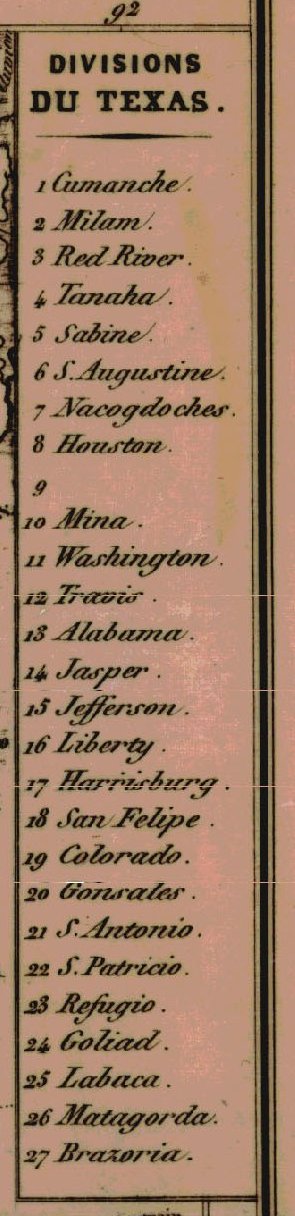 92
DIVISIONS
DU TEXAS.
1 Cumanche.
2 Milam.
3 Red River.
4 Tanaha.
5 Sabine.
6 S. Augustine.
7 Nacogdoches.
8 Houston.
9
10 Mina.
11 Washington.
12 Travis.
13 Alabama.
14 Jasper.
15 Jefferson.
16 Liberty.
17 Harrisburg.
18 San Felipe.
19 Colorado.
20 Gonsales.
21 S. Antonio.
22 S. Patricio.
23 Refugio.
24 Goliad.
25 Labaca.
26 Matagorda.
27 Brazoria.